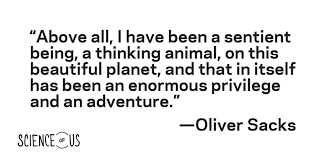 “Above all, I have been a sentient
being, a thinking animal, on this
beautiful planet, and that in itself
has been an enormous privilege
and an adventure.”
—Oliver Sacks
SCIENCE OF US